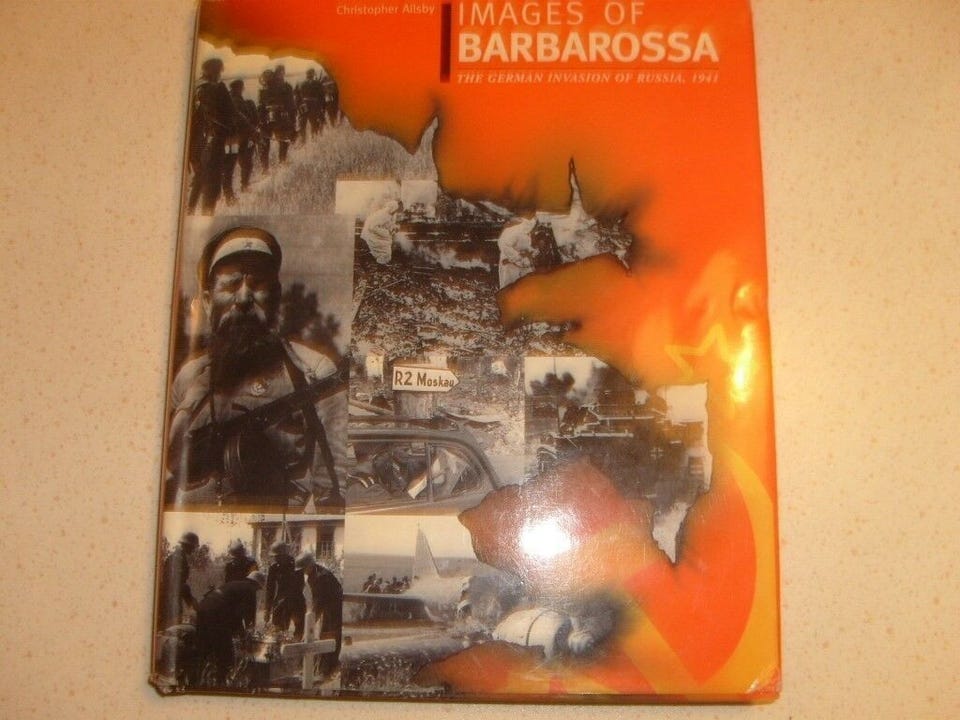 Christopher Ailsby
IMAGES OF
BARBAROSSA
THE GERMAN INVASION OF RUSSIA, 1941
R2 Moskau